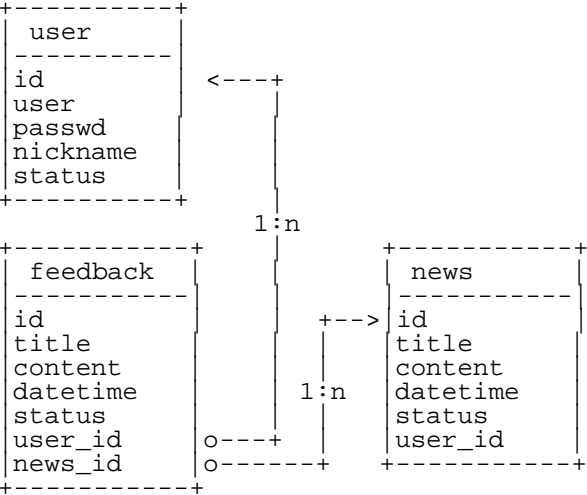 user
id
user
passwd
nickname
status
1:n
feedback
id
title
content
datetime
status
user_id
news_id
1:n
news
id
title
content
datetime
status
user_id